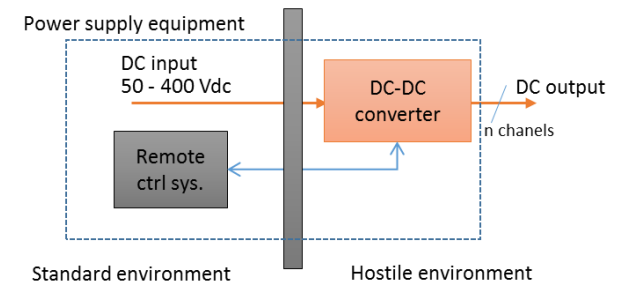 Power supply equipment
DC input
50 - 400 Vdc
DC-DC
converter
DC output
n chanels
Remote
ctrl sys.
Standard environment
Hostile environment